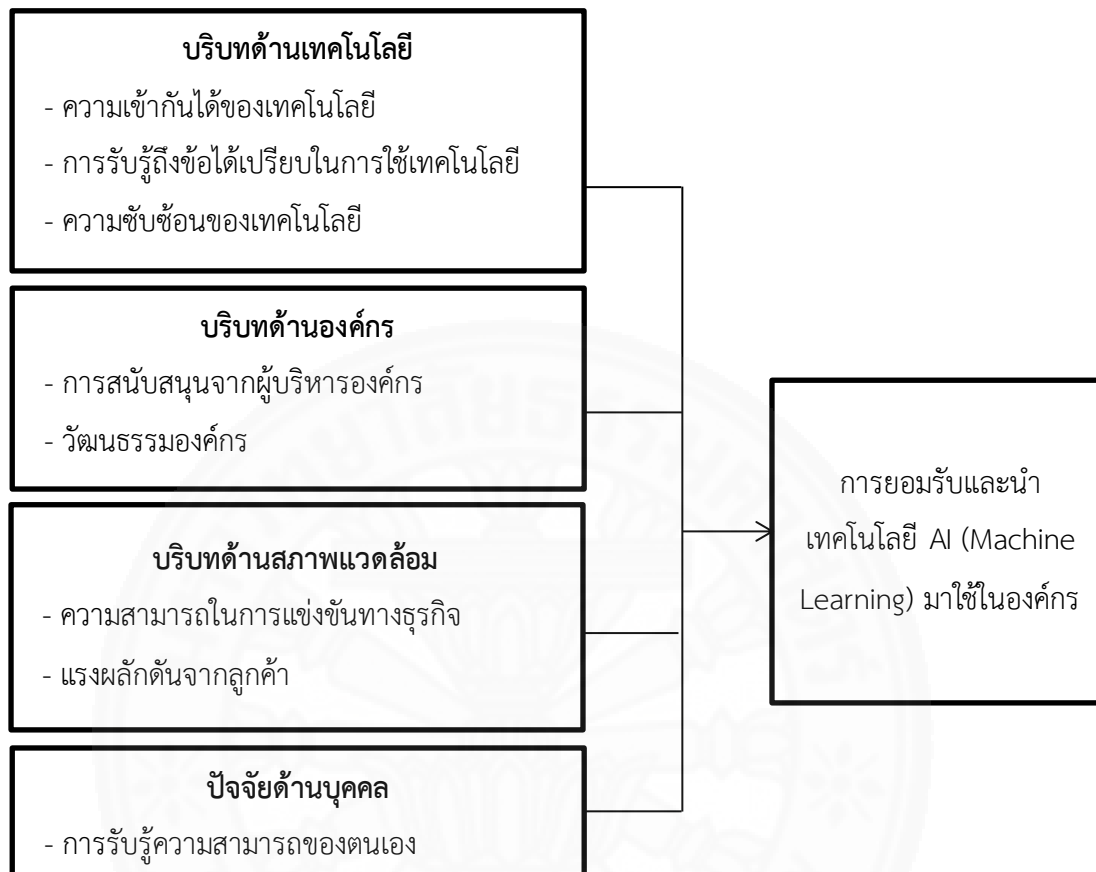 บริบทด้านเทคโนโลยี
- ความเข้ากันได้ของเทคโนโลยี
- การรับรู้ถึงข้อได้เปรียบในการใช้เทคโนโลยี
- ความซับซ้อนของเทคโนโลยี
บริบทด้านองค์กร
- การสนับสนุนจากผู้บริหารองค์กร
- วัฒนธรรมองค์กร
บริบทด้านสภาพแวดล้อม
- ความสามารถในการแข่งขันทางธุรกิจ
- แรงผลักดันจากลูกค้า
ปัจจัยด้านบุคคล
- การรับรู้ความสามารถของตนเอง
การยอมรับและนำ
เทคโนโลยี AI (Machine
Learning) มาใช้ในองค์กร